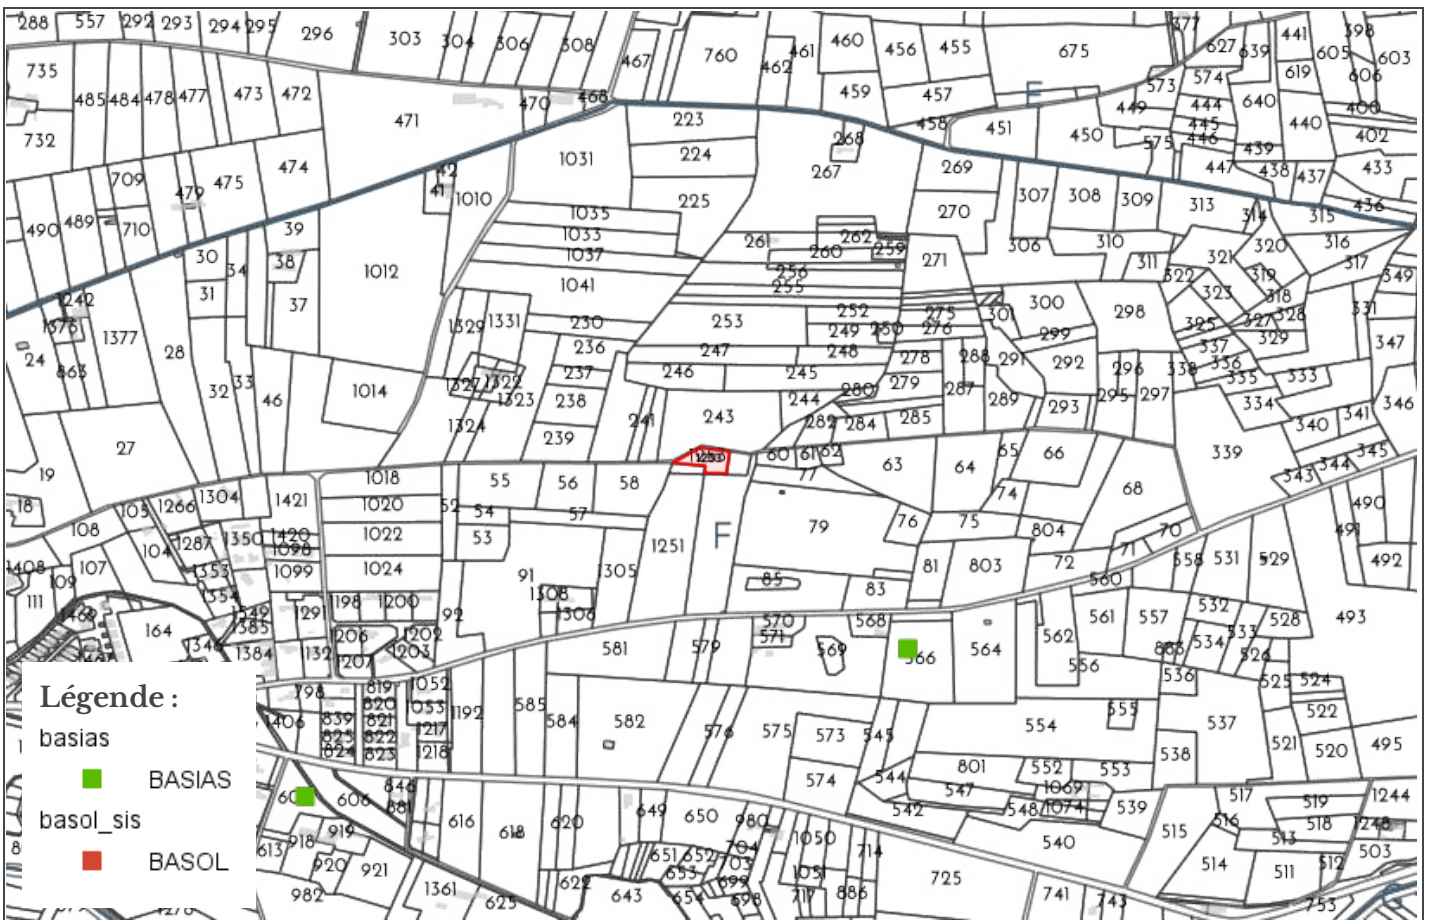 288 557 292 293 294 295 296 303 304 306 308 467 760 461 462 460 456 455 675 377 627 639 441 605 398 603
735 485 484 478 477 473 472 471 470 468 459 457 458 E 449 573 574 444 445 446 640 619 606 400 440 402
732 709 710 479 475 474 42 41 1010 1031 223 224 225 268 267 269 451 450 575 447 439 438 437 433 436
490 489 30 31 34 39 38 37 1012 1035 1033 1037 1041 261 262 260 259 256 255 270 271 307 308 309 306 310 311 313 314 315 316 317 320 321 322 319 318 349
1242 1375 1377 24 863 28 32 33 46 1014 1329 1331 1327 1322 1323 1324 230 236 237 238 239 253 252 249 250 248 247 246 245 275 276 278 279 280 301 300 299 298 323 325 327 328 329 331 347
27 19 18 241 243 244 282 284 285 287 288 289 291 292 293 295 296 297 338 337 336 335 333 334 339 340 341 343 344 345 346
108 105 1266 1304 1421 1018 1020 1022 1024 52 54 53 55 56 57 58 60 61 62 77 63 64 65 66 68 74 75 76 79 804 70 71 72 490 491 492
1408 109 111 107 104 1287 1350 1420 1098 1099 1353 1354 1549 1385 1384 91 1308 1306 1305 1251 F 85 83 81 803 560 558 531 529 493
1463 164 1346 1291 1198 1200 1206 1202 1203 1207 1132 92 581 579 570 571 569 568 566 564 562 556 561 557 883 532 533 534 526 528 536 525 524
Légende :
basias
BASIAS
basol_sis
BASOL
798 1406 819 820 821 822 823 839 825 824 1052 1053 1217 1218 1192 585 584 582 576 575 573 545 574 544 554 555 537 538 521 522 520 495
606 846 881 616 618 620 649 650 980 1050 714 801 547 542 552 553 1069 1074 548 539 540 517 516 515 519 518 513 1244 1248 503
613 918 919 920 921 982 1361 625 622 643 651 652 653 654 704 703 699 698 1051 717 886 725 741 743 514 511 512 753 G